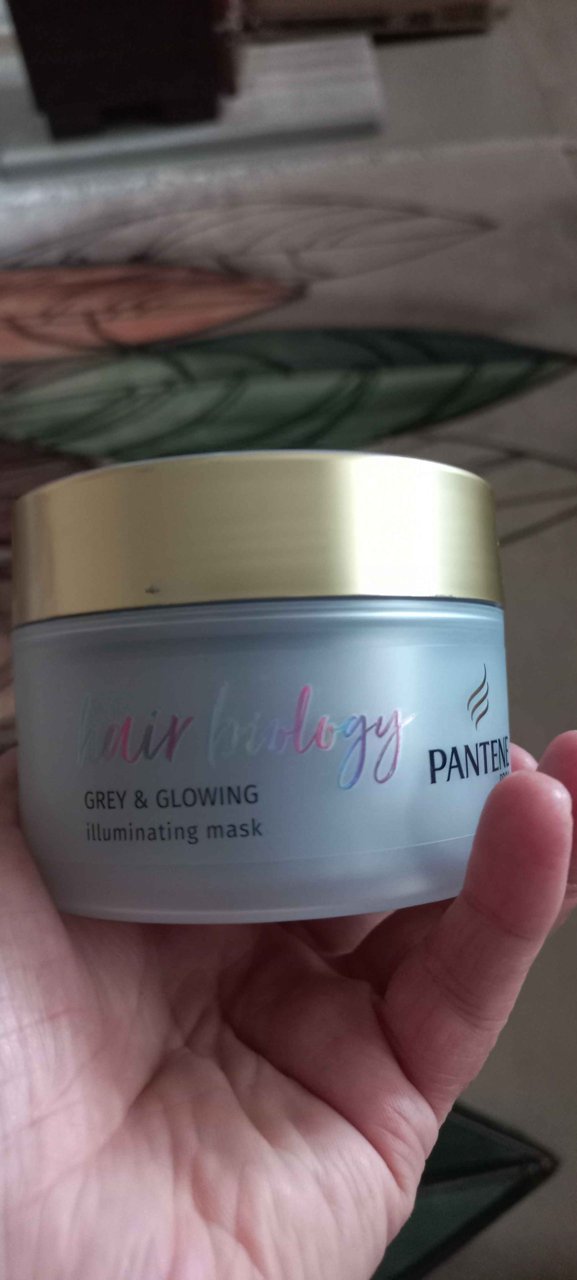 hair biology
PANTENE
GREY & GLOWING
illuminating mask